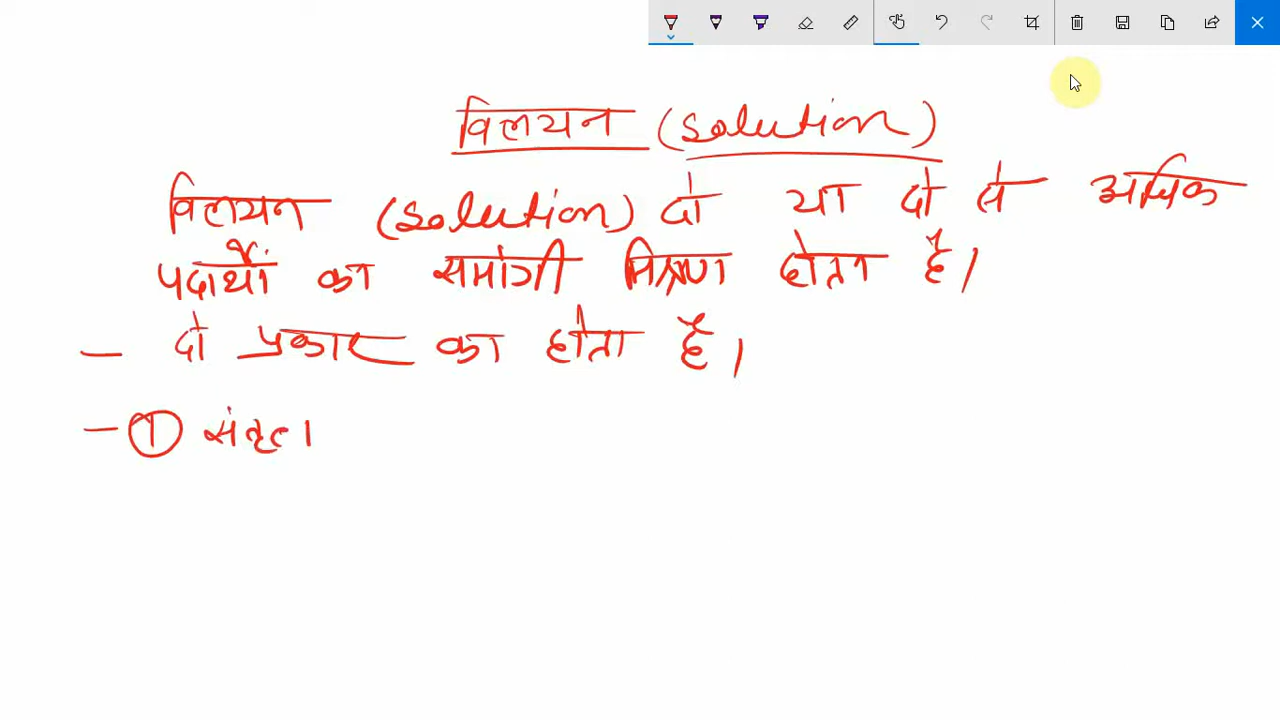 विलयन (solution)
विलयन (solution) दो या दो से अधिक
पदार्थों का समांगी मिश्रण होता है।
– दो प्रकार का होता है।
– ①